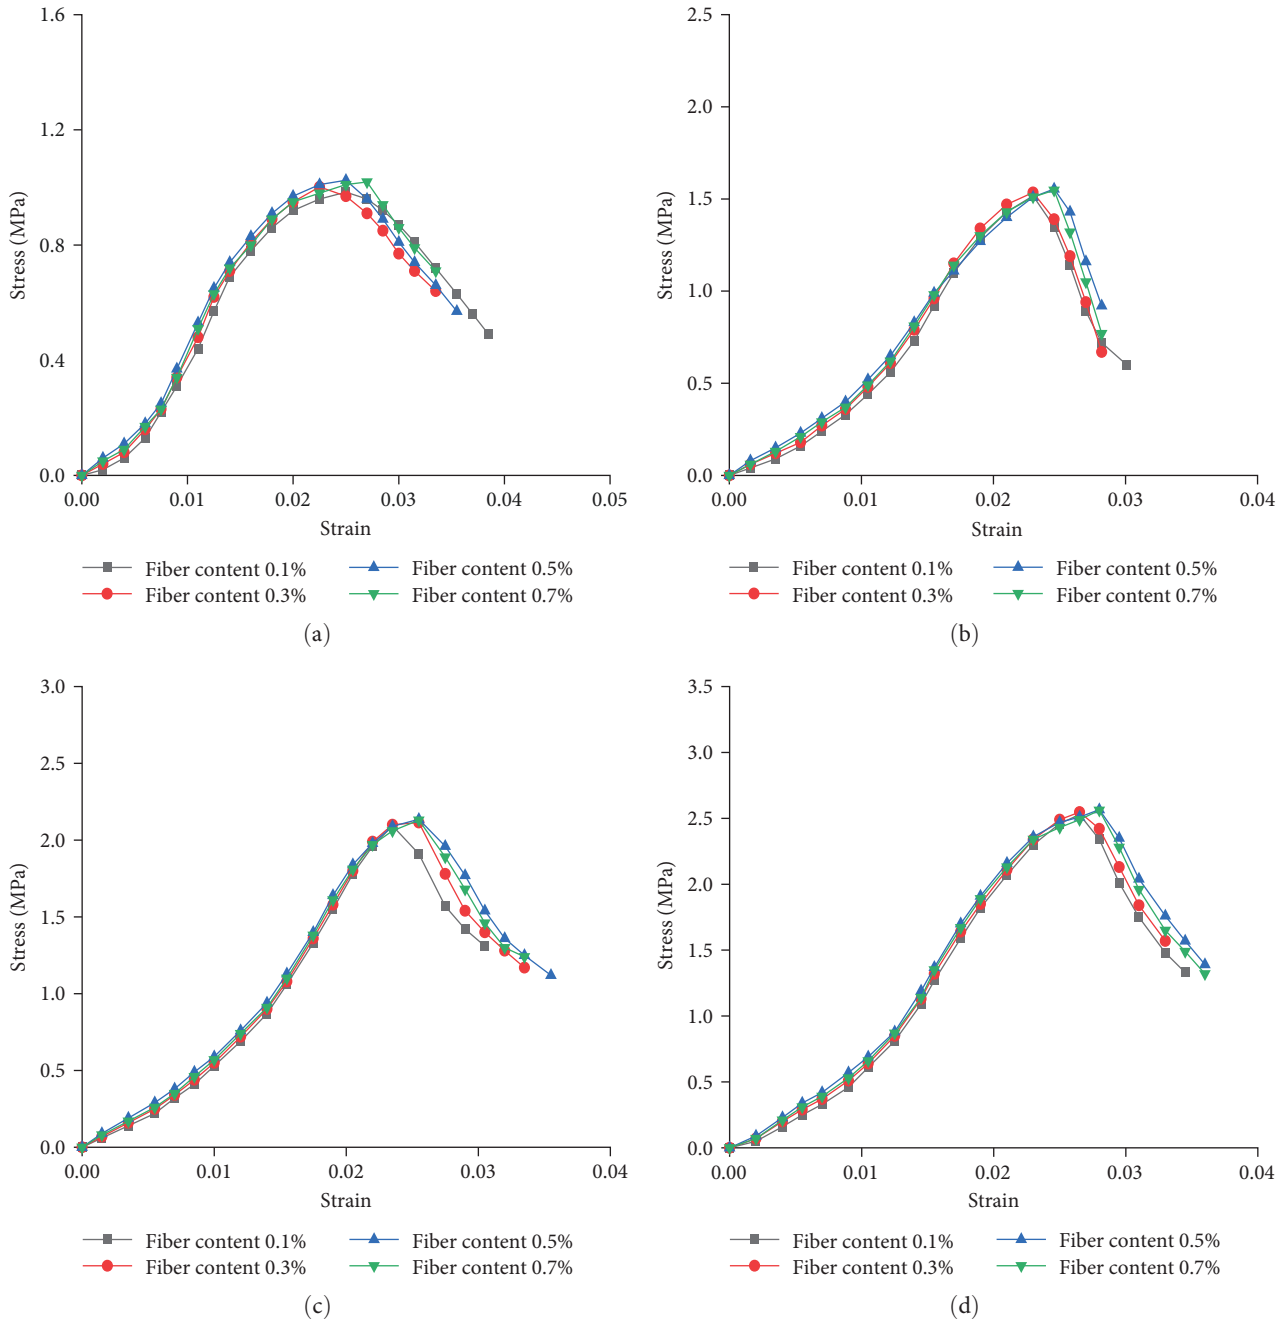 1.6
1.2
0.8
0.4
0.0
Stress (MPa)
0.00 0.01 0.02 0.03 0.04 0.05
Strain
Fiber content 0.1%
Fiber content 0.3%
Fiber content 0.5%
Fiber content 0.7%
(a)
2.5
2.0
1.5
1.0
0.5
0.0
Stress (MPa)
0.00 0.01 0.02 0.03 0.04
Strain
Fiber content 0.1%
Fiber content 0.3%
Fiber content 0.5%
Fiber content 0.7%
(b)
3.0
2.5
2.0
1.5
1.0
0.5
0.0
Stress (MPa)
0.00 0.01 0.02 0.03 0.04
Strain
Fiber content 0.1%
Fiber content 0.3%
Fiber content 0.5%
Fiber content 0.7%
(c)
3.5
3.0
2.5
2.0
1.5
1.0
0.5
0.0
Stress (MPa)
0.00 0.01 0.02 0.03 0.04
Strain
Fiber content 0.1%
Fiber content 0.3%
Fiber content 0.5%
Fiber content 0.7%
(d)